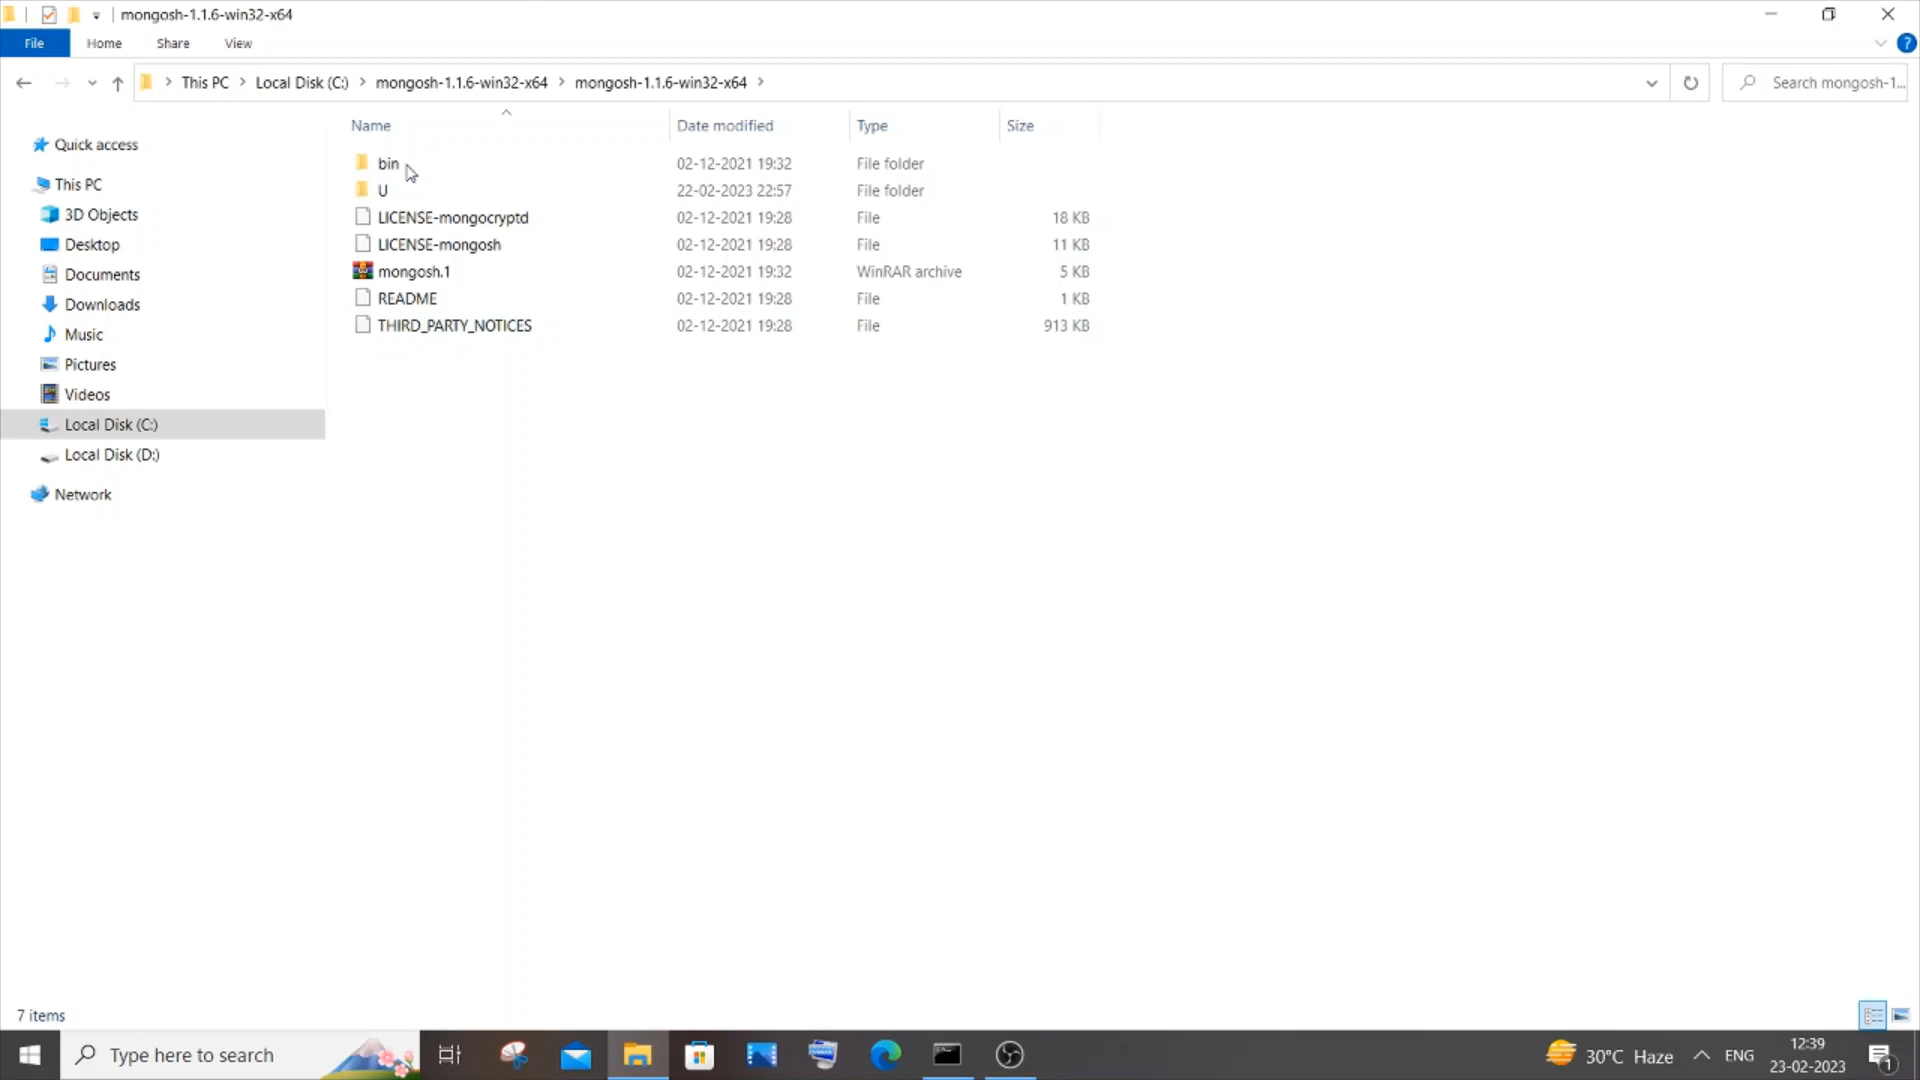 mongosh-1.1.6-win32-x64
File Home Share View
This PC Local Disk (C:) mongosh-1.1.6-win32-x64 mongosh-1.1.6-win32-x64 Search mongosh-1...
Name Date modified Type Size
Quick access
This PC
3D Objects
Desktop
Documents
Downloads
Music
Pictures
Videos
Local Disk (C:)
Local Disk (D:)
Network
bin 02-12-2021 19:32 File folder
U 22-02-2023 22:57 File folder
LICENSE-mongocryptd 02-12-2021 19:28 File 18 KB
LICENSE-mongosh 02-12-2021 19:28 File 11 KB
mongosh.1 02-12-2021 19:32 WinRAR archive 5 KB
README 02-12-2021 19:28 File 1 KB
THIRD_PARTY_NOTICES 02-12-2021 19:28 File 913 KB
7 items
Type here to search
30°C Haze ENG
12:39
23-02-2023
1